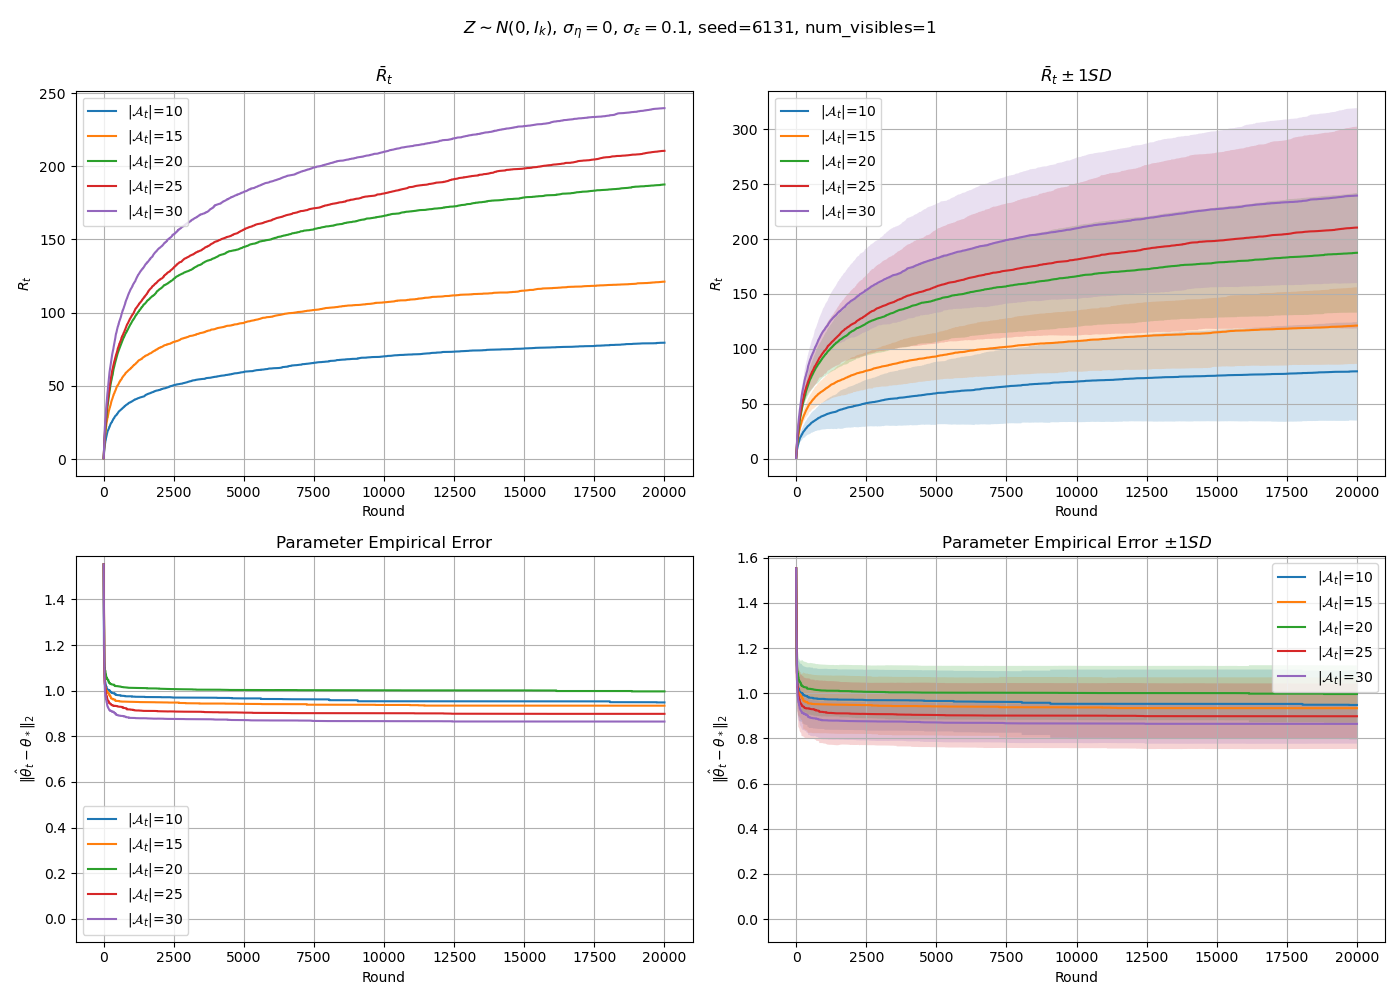 Z ∼ N(0, I_k), σ_η = 0, σ_ε = 0.1, seed=6131, num_visibles=1
R̄_t
250
200
150
100
50
0
R_t
|𝒜_t|=10
|𝒜_t|=15
|𝒜_t|=20
|𝒜_t|=25
|𝒜_t|=30
0 2500 5000 7500 10000 12500 15000 17500 20000
Round
R̄_t ± 1SD
300
250
200
150
100
50
0
R_t
|𝒜_t|=10
|𝒜_t|=15
|𝒜_t|=20
|𝒜_t|=25
|𝒜_t|=30
0 2500 5000 7500 10000 12500 15000 17500 20000
Round
Parameter Empirical Error
1.4
1.2
1.0
0.8
0.6
0.4
0.2
0.0
‖θ̂_t − θ_*‖_2
|𝒜_t|=10
|𝒜_t|=15
|𝒜_t|=20
|𝒜_t|=25
|𝒜_t|=30
0 2500 5000 7500 10000 12500 15000 17500 20000
Round
Parameter Empirical Error ±1SD
1.6
1.4
1.2
1.0
0.8
0.6
0.4
0.2
0.0
‖θ̂_t − θ_*‖_2
|𝒜_t|=10
|𝒜_t|=15
|𝒜_t|=20
|𝒜_t|=25
|𝒜_t|=30
0 2500 5000 7500 10000 12500 15000 17500 20000
Round